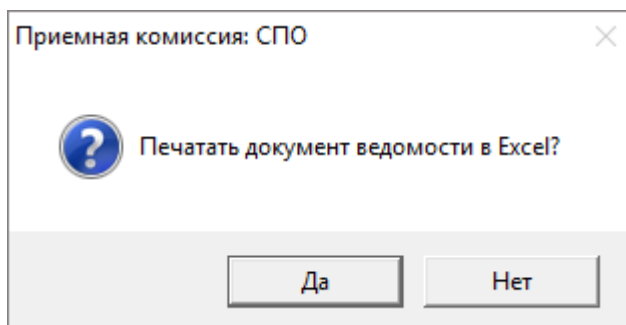 Приемная комиссия: СПО
Печатать документ ведомости в Excel?
Да
Нет